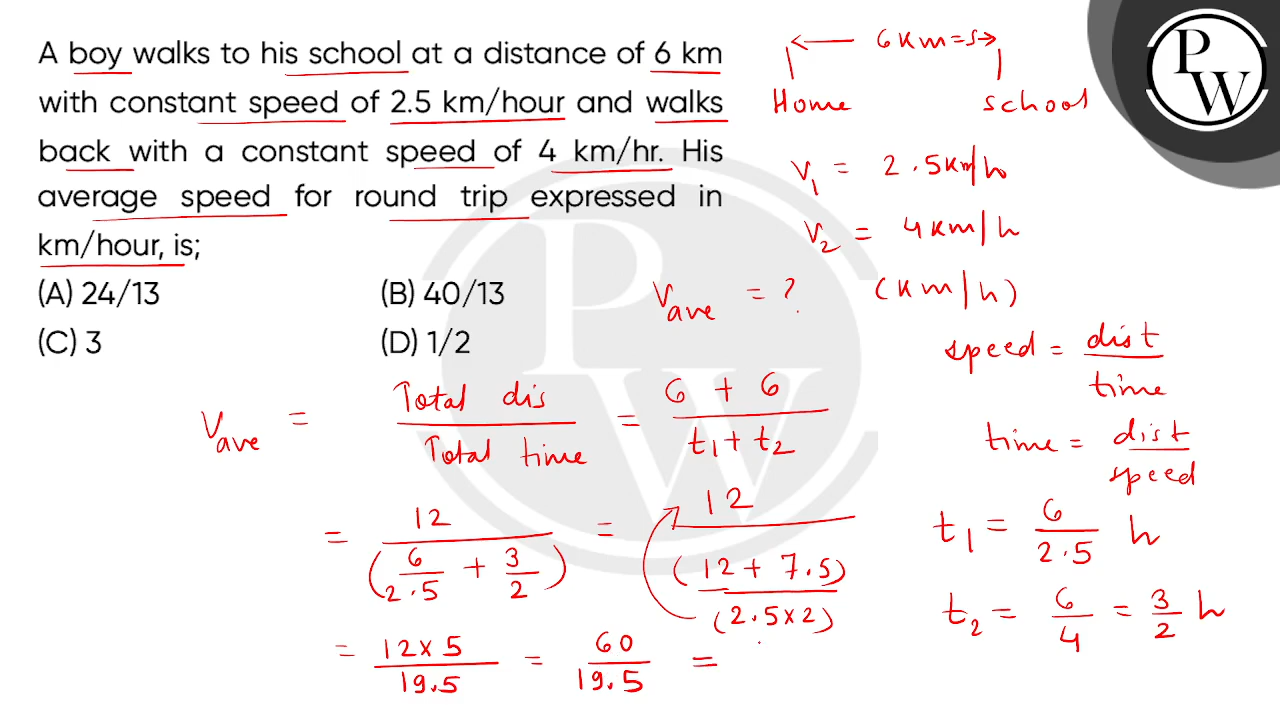 A boy walks to his school at a distance of 6 km
with constant speed of 2.5 km/hour and walks
back with a constant speed of 4 km/hr. His
average speed for round trip expressed in
km/hour, is;
(A) 24/13 (B) 40/13
(C) 3 (D) 1/2
6 Km = S
Home school
V₁ = 2.5 Km/h
V₂ = 4 Km/h
Vave = ? (Km/h)
speed = dist / time
time = dist / speed
t₁ = 6 / 2.5 h
t₂ = 6 / 4 = 3 / 2 h
Vave = Total dis / Total time = 6 + 6 / t₁ + t₂
= 12 / (6 / 2.5 + 3 / 2) = 12 / (12 + 7.5) / (2.5 x 2)
= 12 x 5 / 19.5 = 60 / 19.5 =
PW
PW